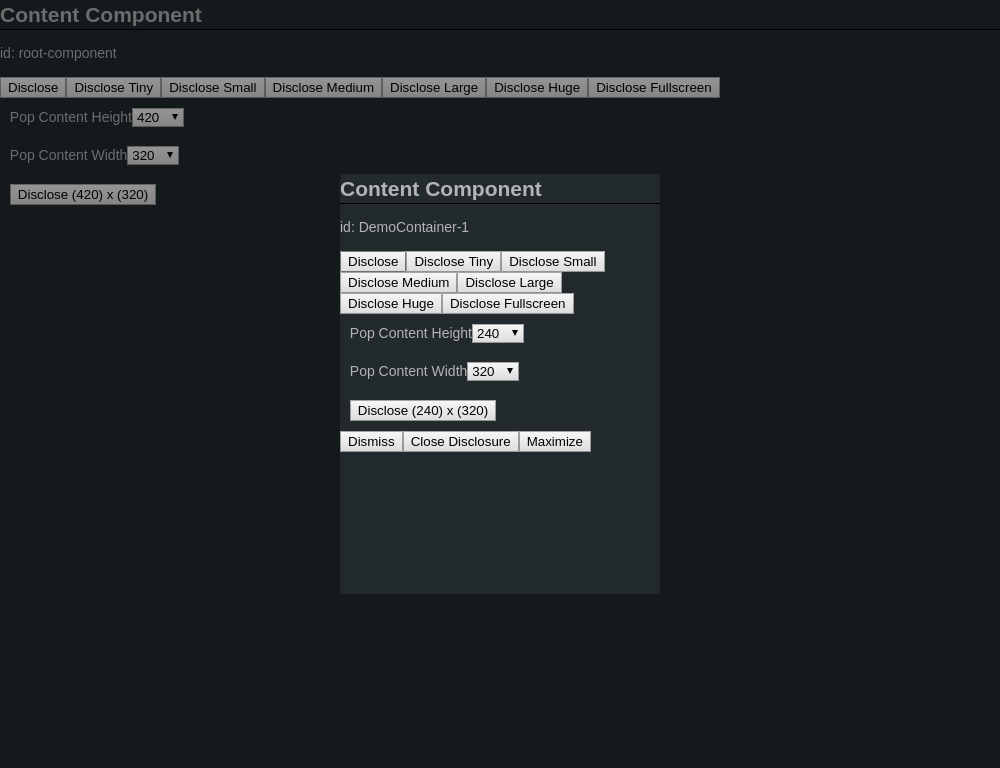 Content Component
id: root-component
Disclose Disclose Tiny Disclose Small Disclose Medium Disclose Large Disclose Huge Disclose Fullscreen
Pop Content Height 420
Pop Content Width 320
Disclose (420) x (320)
Content Component
id: DemoContainer-1
Disclose Disclose Tiny Disclose Small
Disclose Medium Disclose Large
Disclose Huge Disclose Fullscreen
Pop Content Height 240
Pop Content Width 320
Disclose (240) x (320)
Dismiss Close Disclosure Maximize